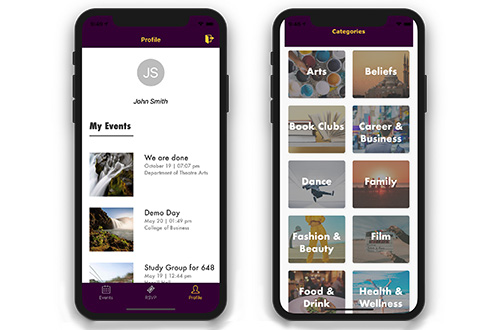 Profile
JS
John Smith
My Events
We are done
October 19 | 07:07 pm
Department of Theatre Arts
Demo Day
May 20 | 01:49 pm
College of Business
Study Group for 648
May 19 | 12:44 pm
Events
RSVP
Profile
Categories
Arts
Beliefs
Book Clubs
Career &
Business
Dance
Family
Fashion &
Beauty
Film
Food &
Drink
Health &
Wellness